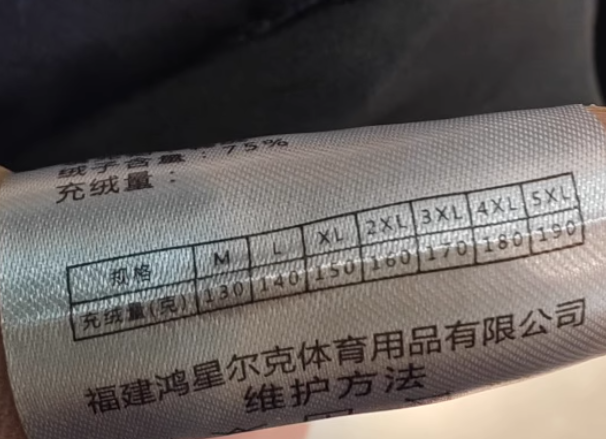 绒子含量：75%
充绒量：
规格 M L XL 2XL 3XL 4XL 5XL
充绒量(克) 130 140 150 160 170 180 190
福建鸿星尔克体育用品有限公司
维护方法